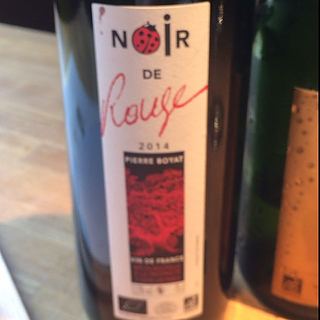 NOIR
DE
Rouge
2014
PIERRE BOYAT
VIN DE FRANCE